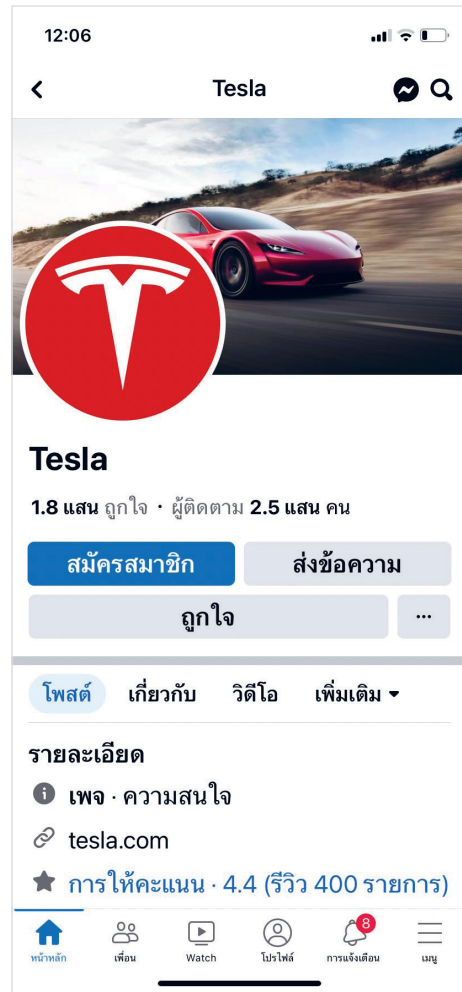 12:06
Tesla
Tesla
1.8 แสน ถูกใจ · ผู้ติดตาม 2.5 แสน คน
สมัครสมาชิก ส่งข้อความ
ถูกใจ ...
โพสต์ เกี่ยวกับ วิดีโอ เพิ่มเติม
รายละเอียด
เพจ · ความสนใจ
tesla.com
การให้คะแนน · 4.4 (รีวิว 400 รายการ)
8
หน้าหลัก เพื่อน Watch โปรไฟล์ การแจ้งเตือน เมนู